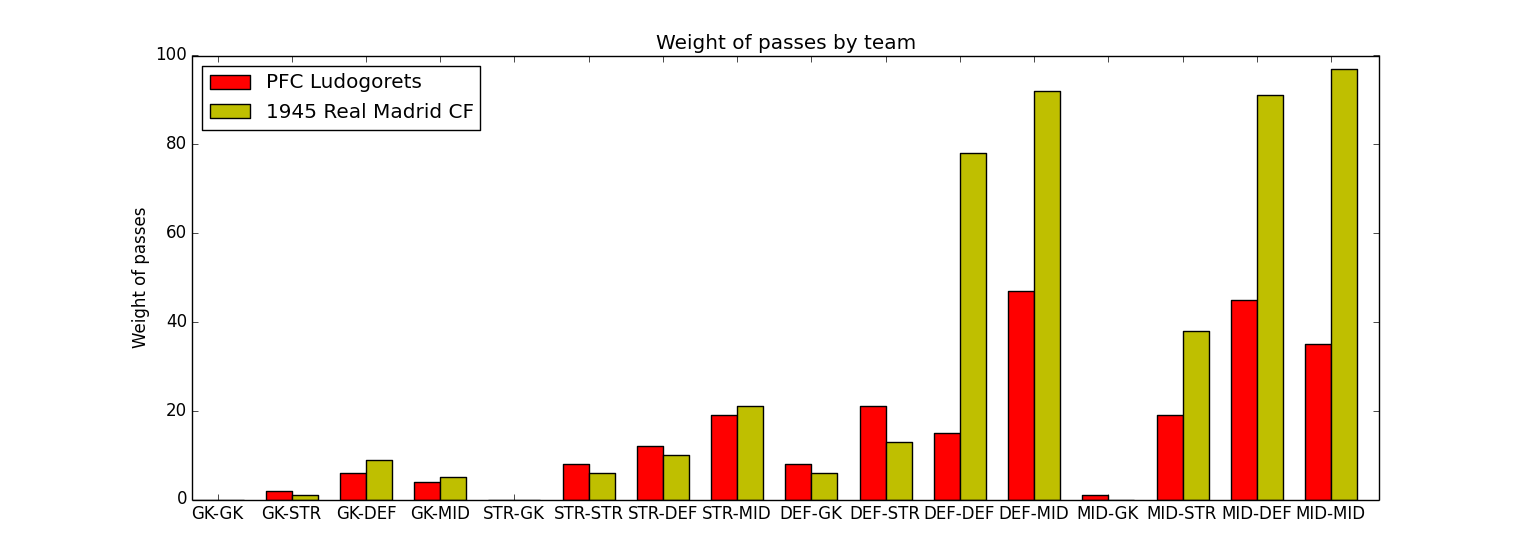 Weight of passes by team
PFC Ludogorets
1945 Real Madrid CF
Weight of passes
100
80
60
40
20
0
GK-GK GK-STR GK-DEF GK-MID STR-GK STR-STR STR-DEF STR-MID DEF-GK DEF-STR DEF-DEF DEF-MID MID-GK MID-STR MID-DEF MID-MID